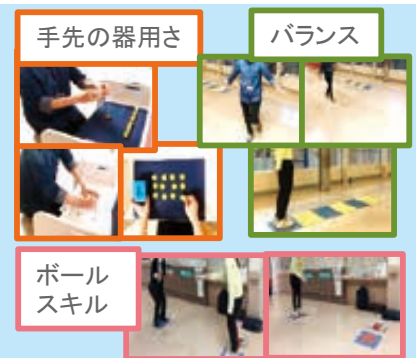 手先の器用さ
バランス
ボール
スキル